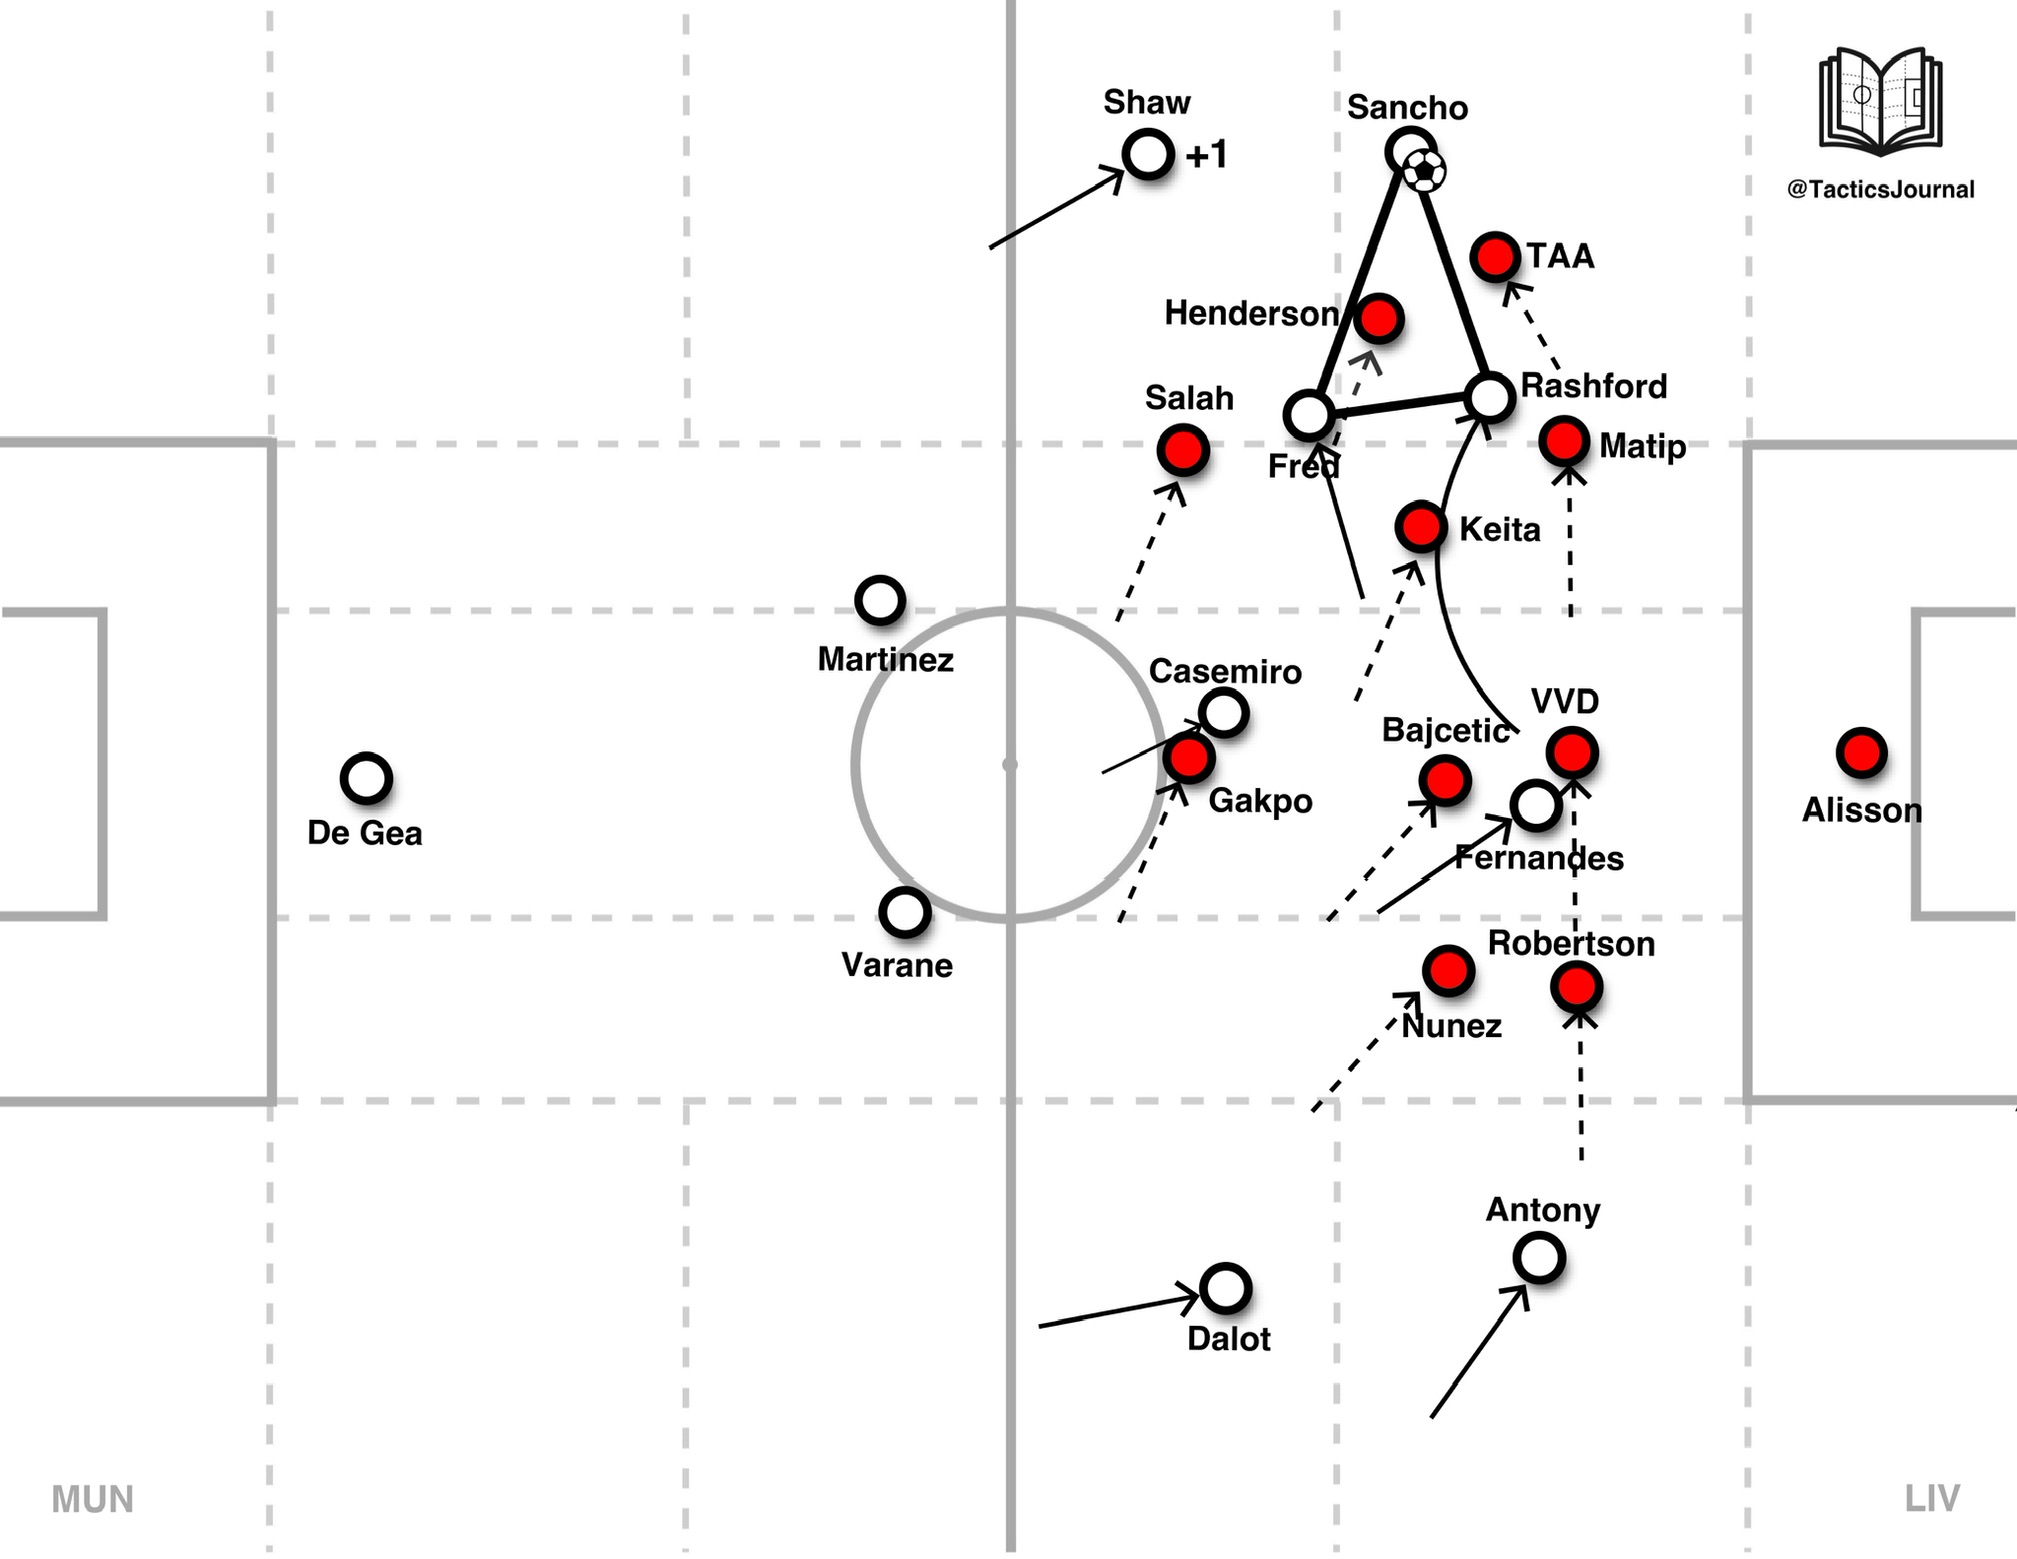 Shaw
+1
Sancho
@TacticsJournal
TAA
Henderson
Rashford
Salah
Matip
Fred
Keita
Martinez
Casemiro
VVD
Bajcetic
Gakpo
Alisson
De Gea
Fernandes
Robertson
Varane
Nunez
Antony
Dalot
MUN
LIV